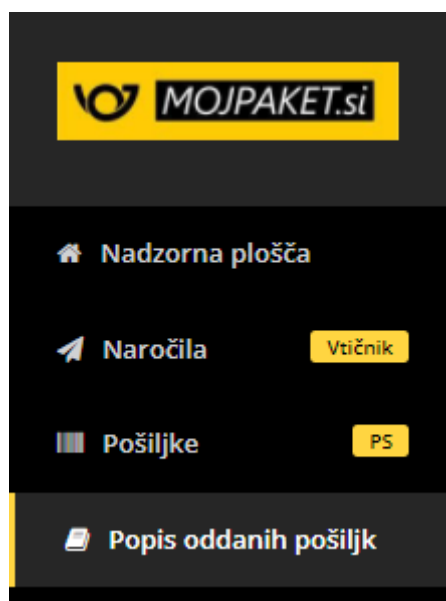 MOJPAKET.si
Nadzorna plošča
Naročila Vtičnik
Pošiljke PS
Popis oddanih pošiljk